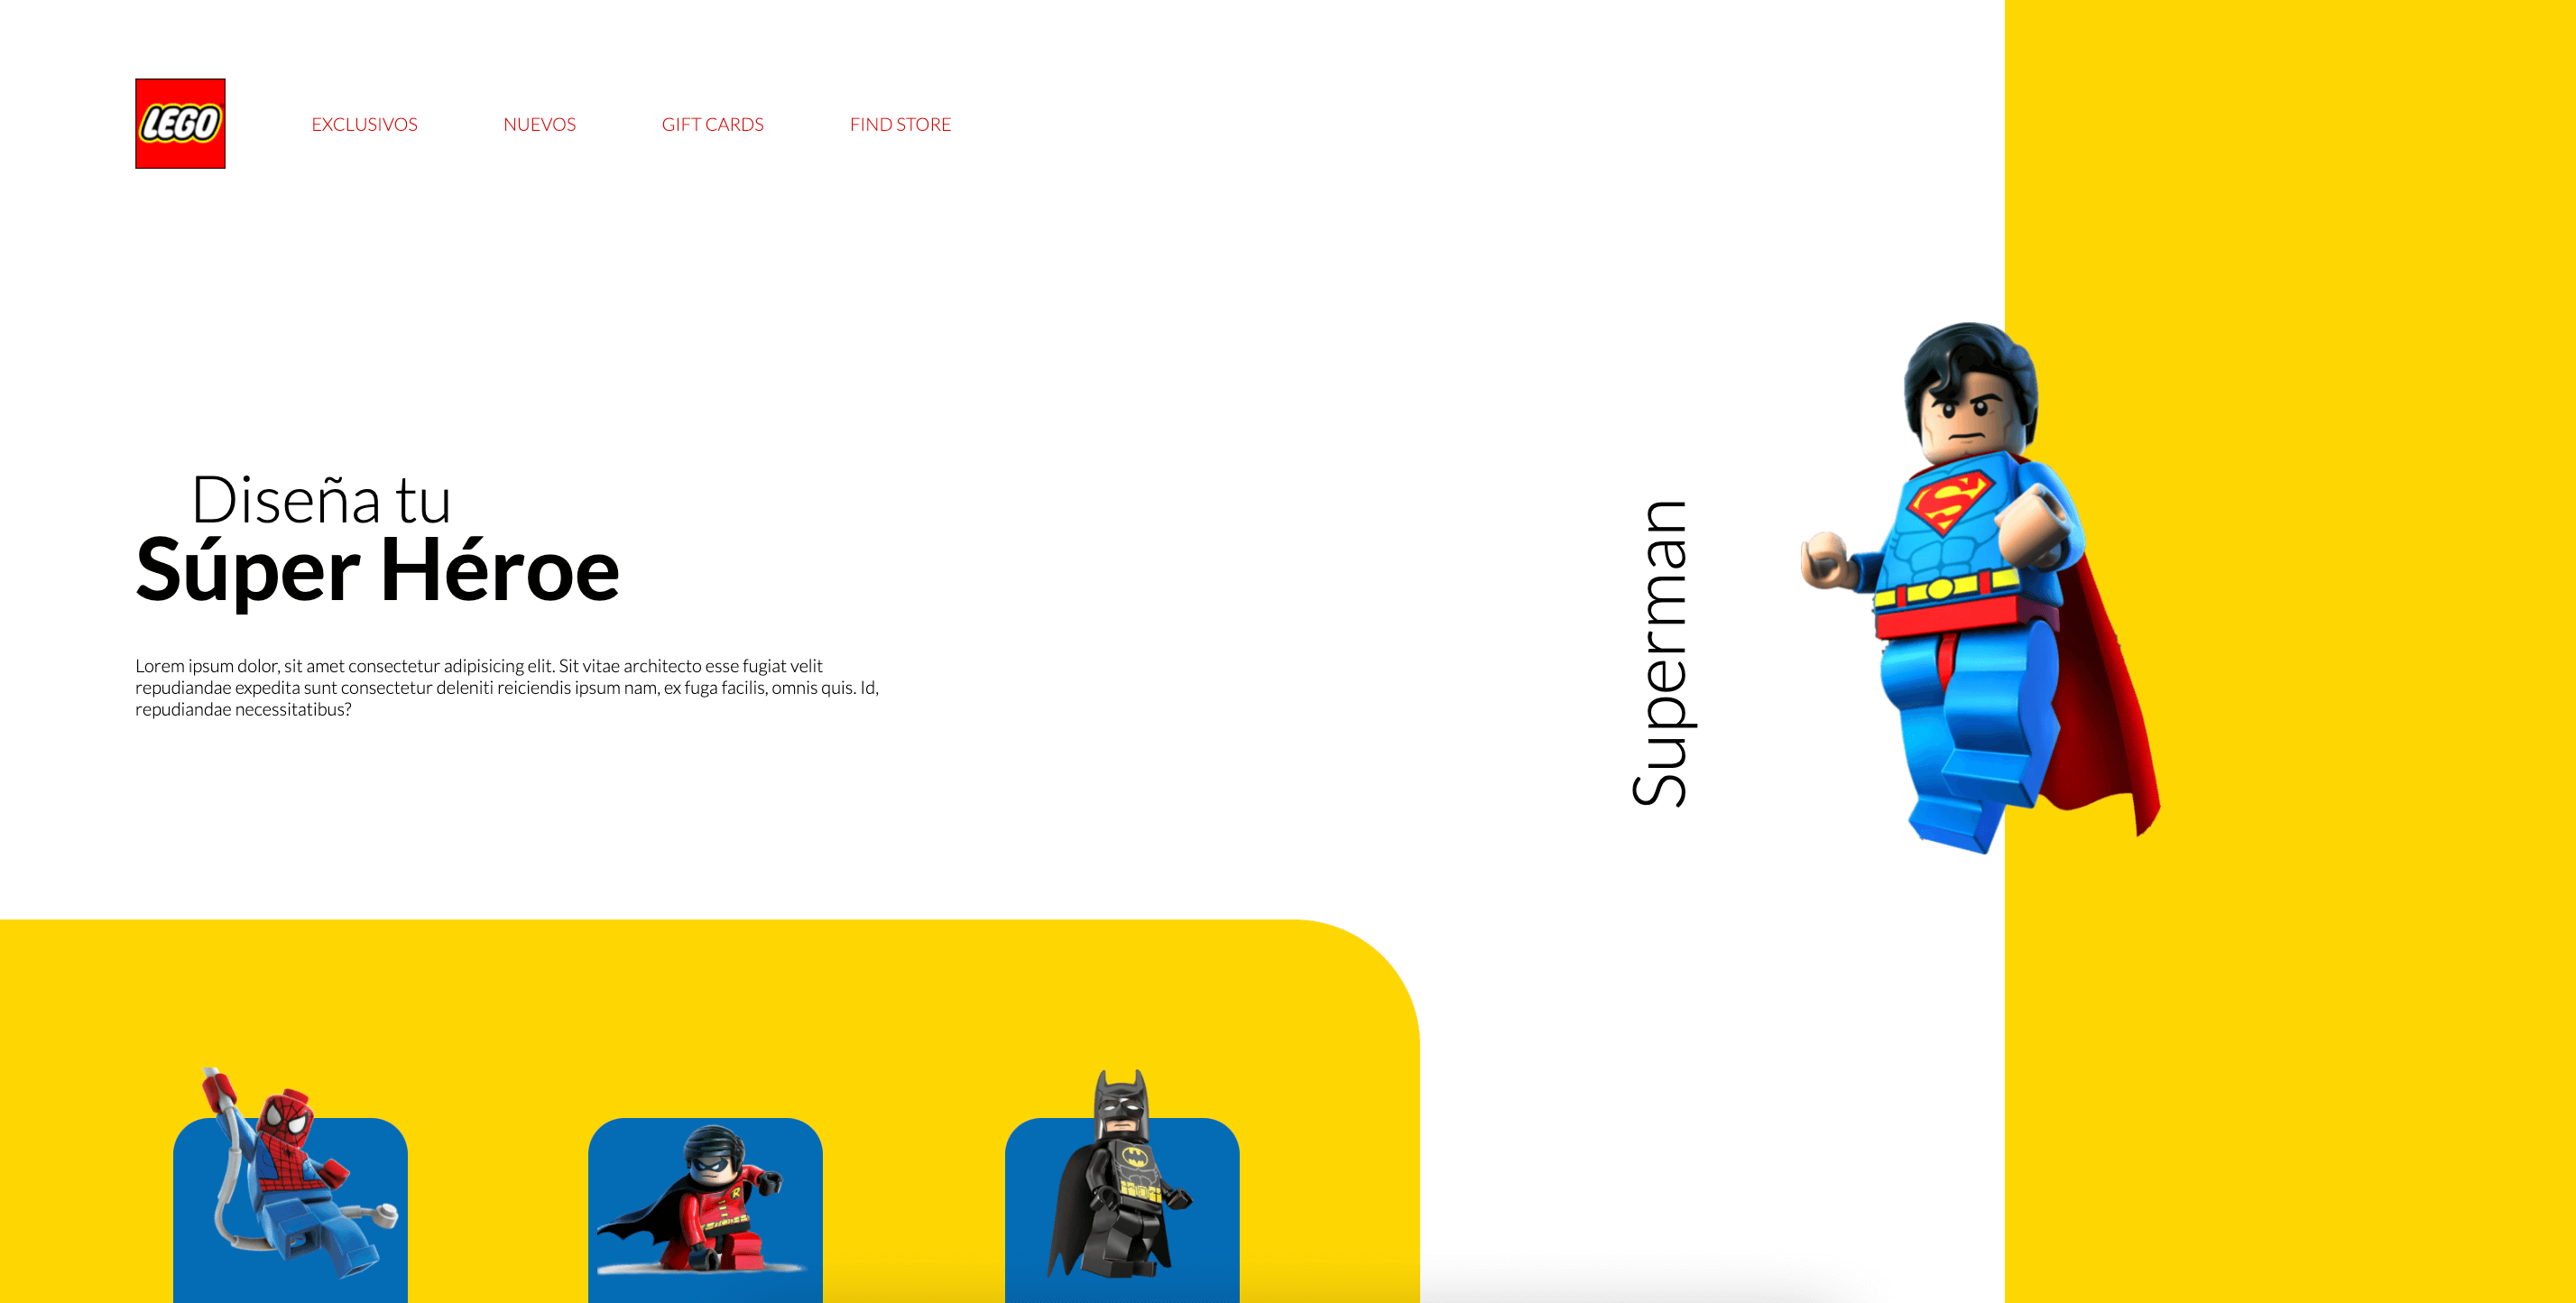 LEGO
EXCLUSIVOS
NUEVOS
GIFT CARDS
FIND STORE
Diseña tu
Súper Héroe
Lorem ipsum dolor, sit amet consectetur adipisicing elit. Sit vitae architecto esse fugiat velit
repudiandae expedita sunt consectetur deleniti reiciendis ipsum nam, ex fuga facilis, omnis quis. Id,
repudiandae necessitatibus?
Superman
S
R